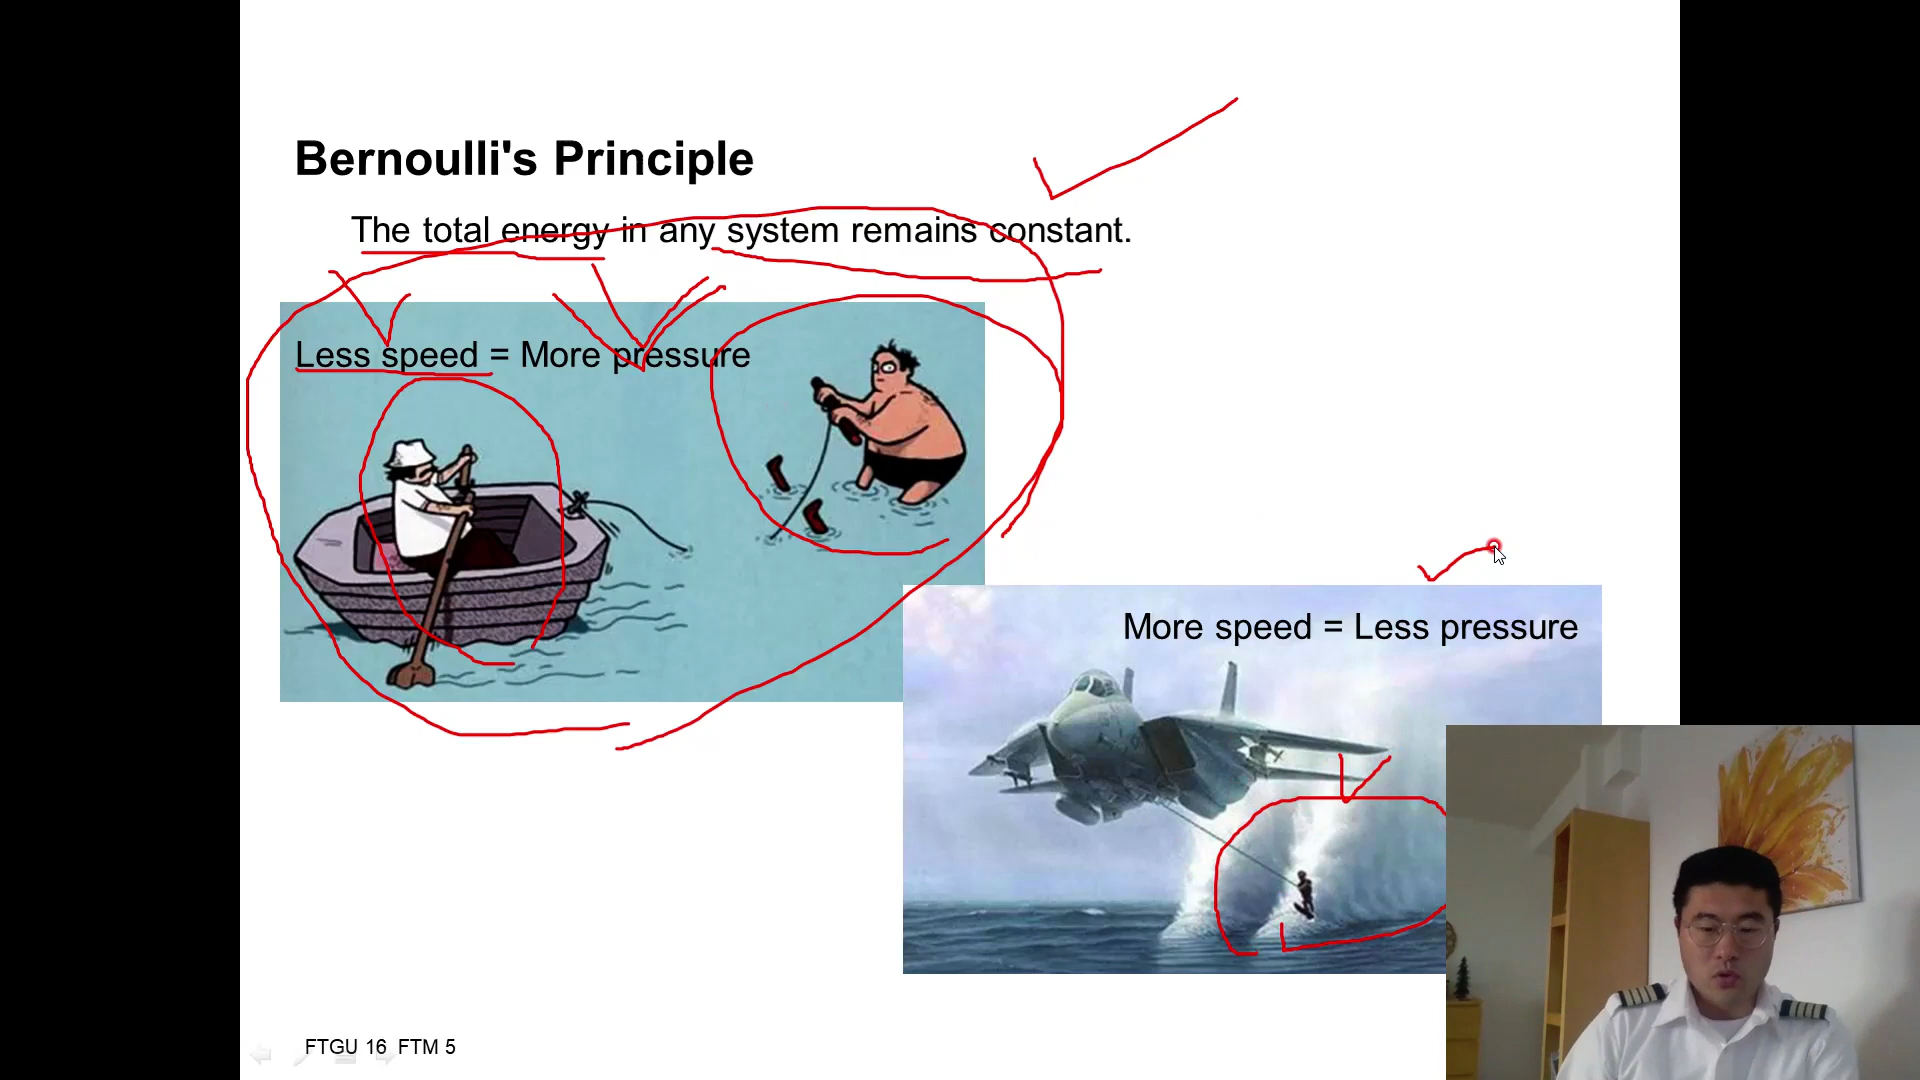 Bernoulli's Principle
The total energy in any system remains constant.
Less speed = More pressure
More speed = Less pressure
FTGU 16 FTM 5